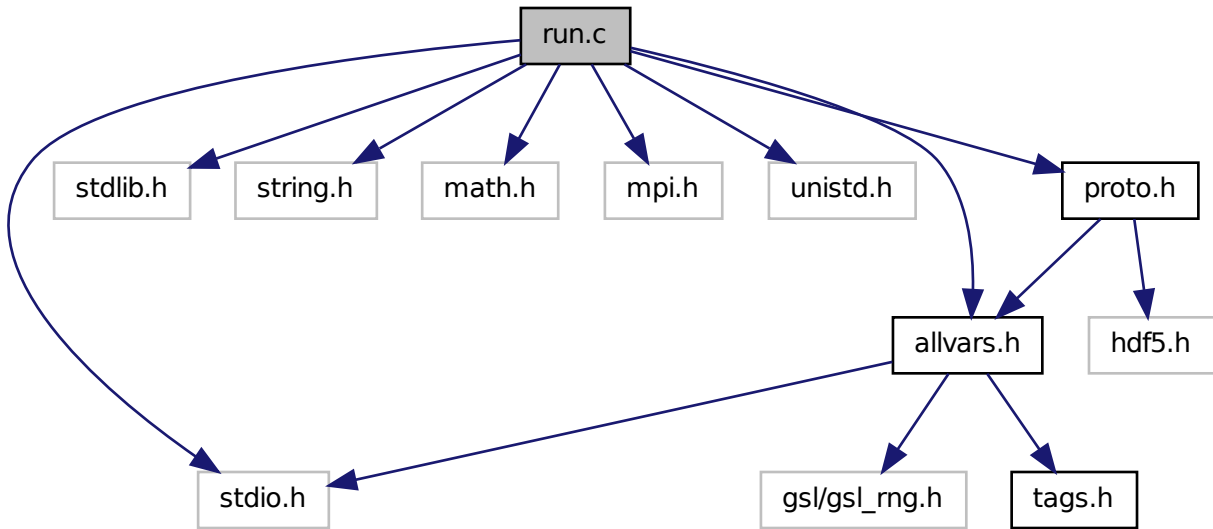 run.c
stdlib.h
string.h
math.h
mpi.h
unistd.h
proto.h
allvars.h
hdf5.h
stdio.h
gsl/gsl_rng.h
tags.h